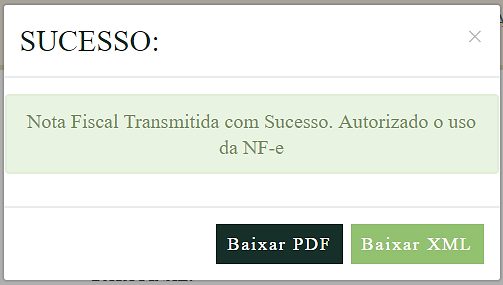 SUCESSO:
×
Nota Fiscal Transmitida com Sucesso. Autorizado o uso
da NF-e
Baixar PDF Baixar XML